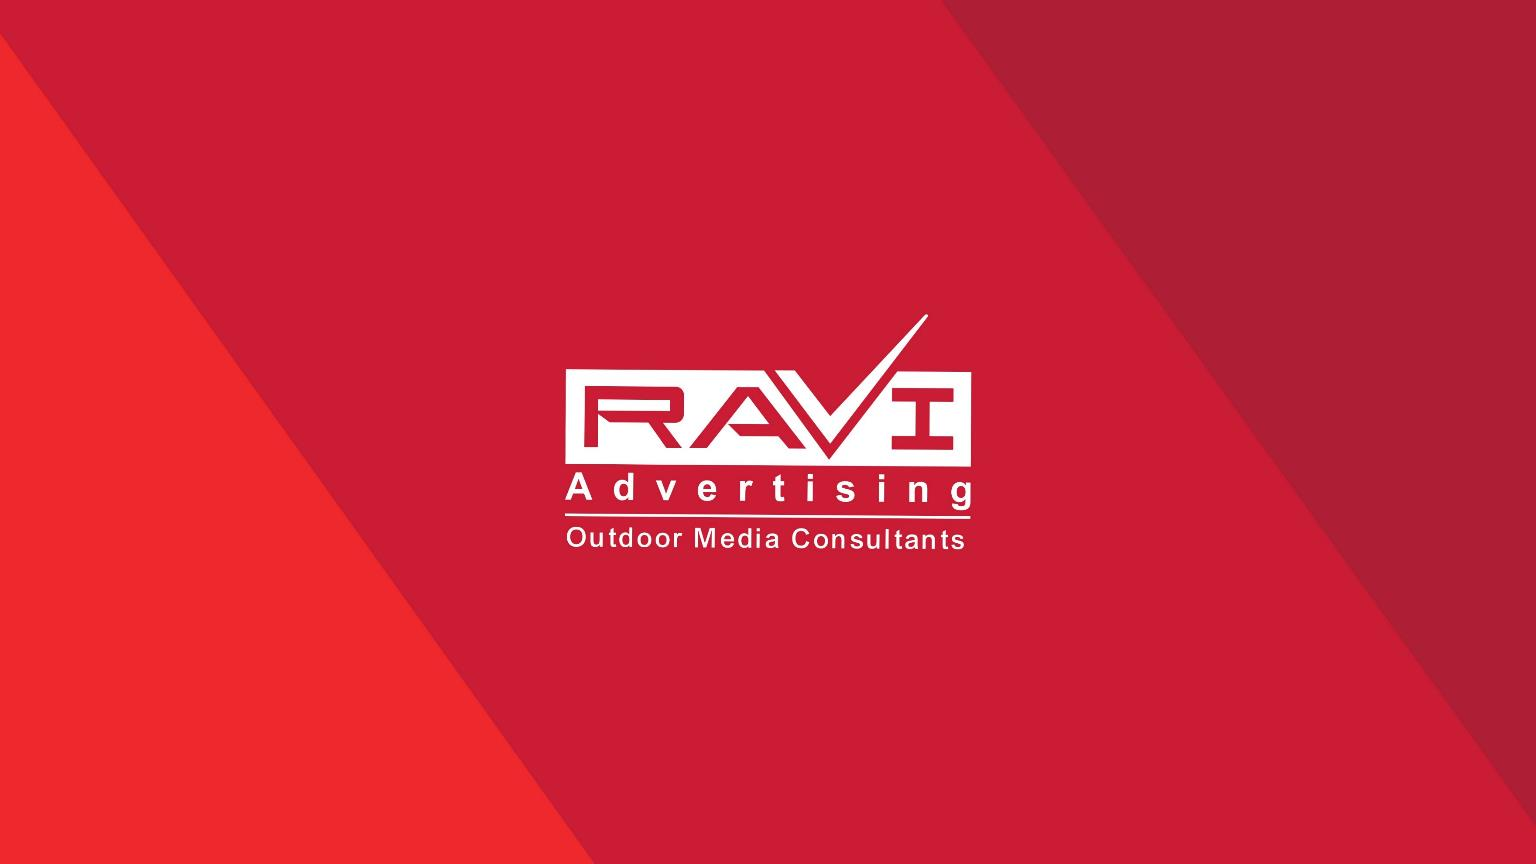 RAVI
Advertising
Outdoor Media Consultants